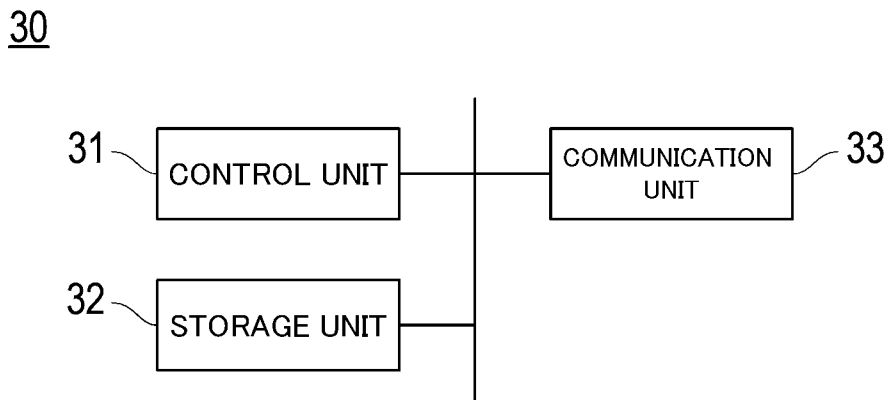 30
31
CONTROL UNIT
COMMUNICATION
UNIT
33
32
STORAGE UNIT